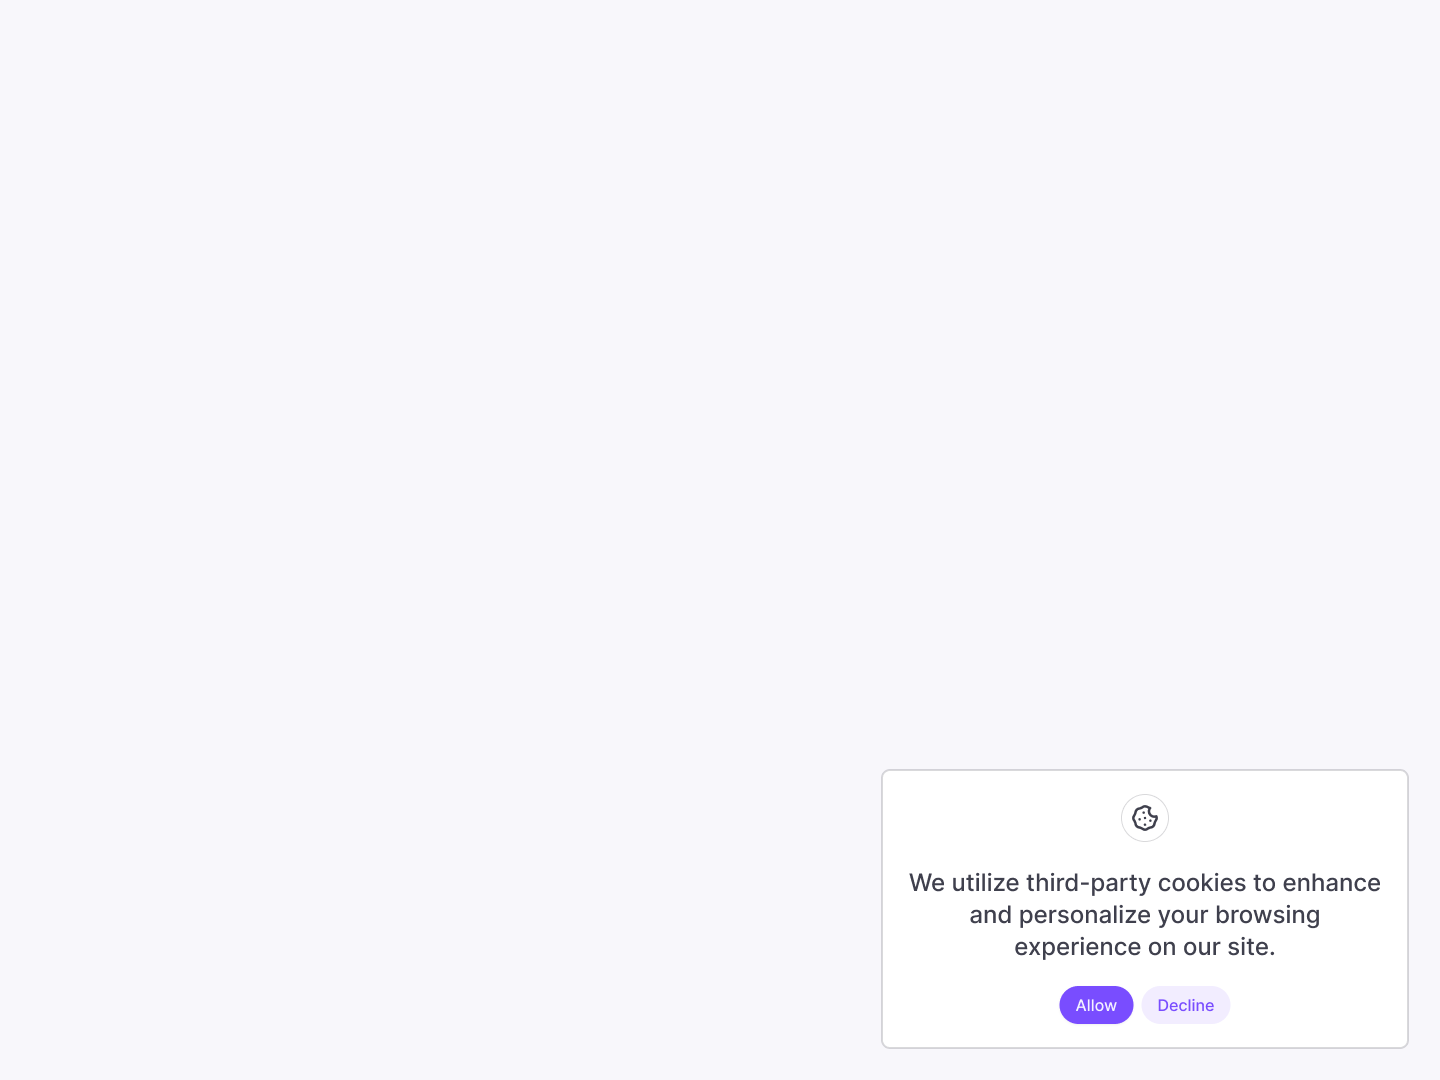 We utilize third-party cookies to enhance
and personalize your browsing
experience on our site.
Allow
Decline